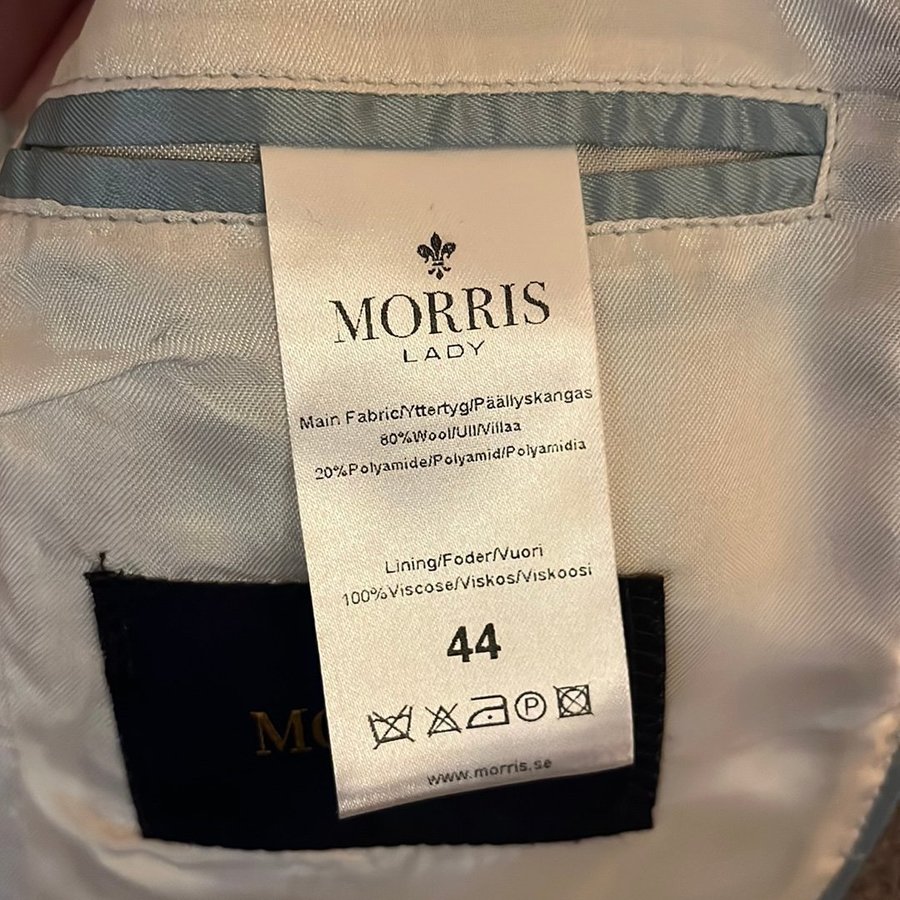 MORRIS
LADY
Main Fabric/Yttertyg/Päällyskangas
80%Wool/Ull/Villaa
20%Polyamide/Polyamid/Polyamidia
Lining/Foder/Vuori
100%Viscose/Viskos/Viskoosi
44
P
www.morris.se
MO